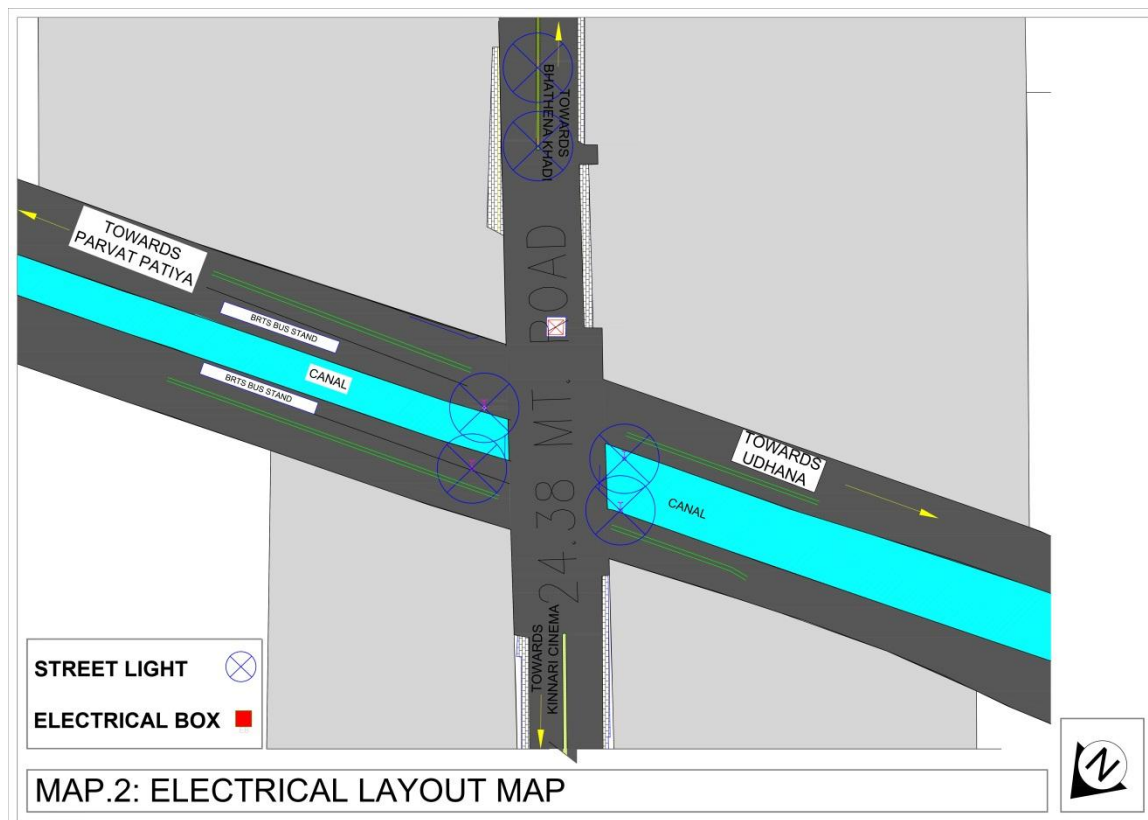 TOWARDS
BHATHENA KHADI
TOWARDS
PARVAT PATIYA
BRTS BUS STAND
CANAL
BRTS BUS STAND
24.38 MT. ROAD
TOWARDS
UDHANA
CANAL
TOWARDS
KINNARI CINEMA
STREET LIGHT
ELECTRICAL BOX
MAP.2: ELECTRICAL LAYOUT MAP
N